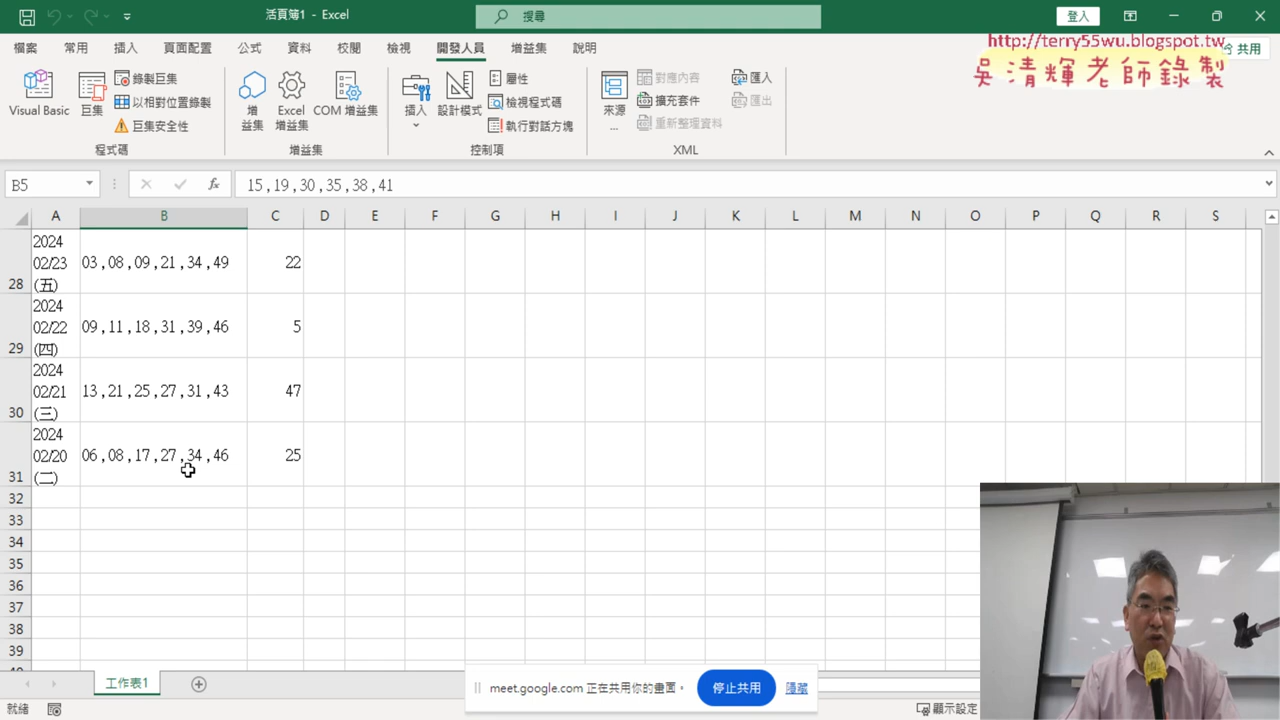 活頁簿1 - Excel
搜尋
登入
檔案 常用 插入 頁面配置 公式 資料 校閱 檢視 開發人員 增益集 說明
共用
http://terry55wu.blogspot.tw
吳清輝老師錄製
Visual Basic
巨集
錄製巨集
以相對位置錄製
巨集安全性
程式碼
增益集
Excel 增益集
COM 增益集
增益集
插入
設計模式
屬性
檢視程式碼
執行對話方塊
控制項
來源
...
對應內容
擴充套件
重新整理資料
匯入
匯出
XML
B5
fx
15,19,30,35,38,41
A B C D E F G H I J K L M N O P Q R S
28 2024 02/23 (五) 03,08,09,21,34,49 22
29 2024 02/22 (四) 09,11,18,31,39,46 5
30 2024 02/21 (三) 13,21,25,27,31,43 47
31 2024 02/20 (二) 06,08,17,27,34,46 25
32
33
34
35
36
37
38
39
工作表1
meet.google.com 正在共用你的畫面。
停止共用
隱藏
就緒
顯示設定